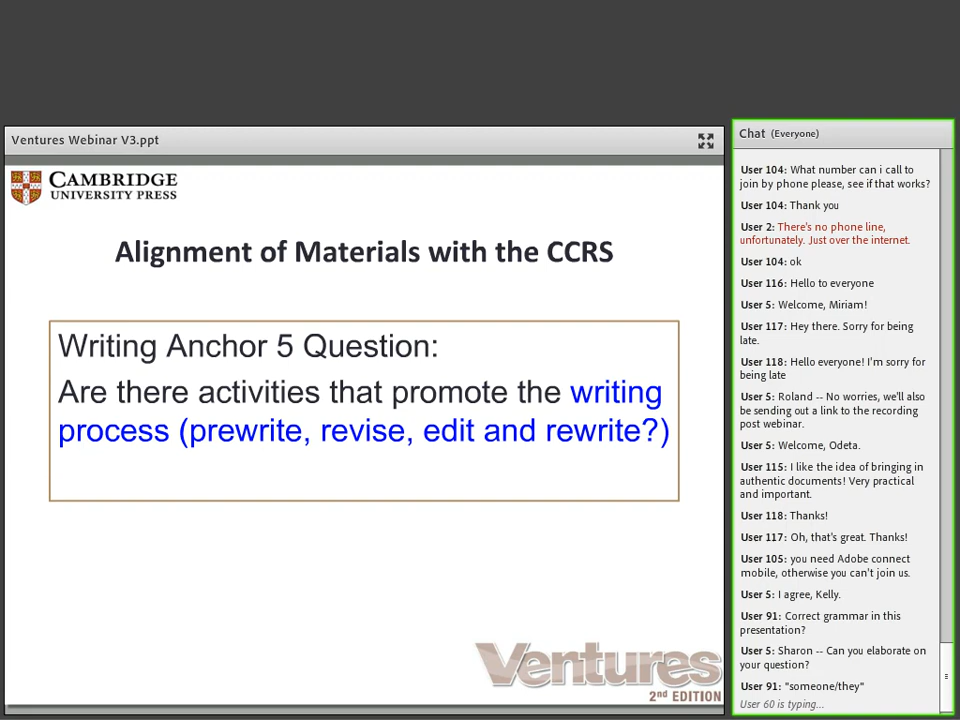 Ventures Webinar V3.ppt
CAMBRIDGE
UNIVERSITY PRESS
Alignment of Materials with the CCRS
Writing Anchor 5 Question:
Are there activities that promote the writing
process (prewrite, revise, edit and rewrite?)
Ventures
2nd EDITION
Chat (Everyone)
User 104: What number can i call to
join by phone please, see if that works?
User 104: Thank you
User 2: There's no phone line,
unfortunately. Just over the internet.
User 104: ok
User 116: Hello to everyone
User 5: Welcome, Miriam!
User 117: Hey there. Sorry for being
late.
User 118: Hello everyone! I'm sorry for
being late
User 5: Roland -- No worries, we'll also
be sending out a link to the recording
post webinar.
User 5: Welcome, Odeta.
User 115: I like the idea of bringing in
authentic documents! Very practical
and important.
User 118: Thanks!
User 117: Oh, that's great. Thanks!
User 105: you need Adobe connect
mobile, otherwise you can't join us.
User 5: I agree, Kelly.
User 91: Correct grammar in this
presentation?
User 5: Sharon -- Can you elaborate on
your question?
User 91: "someone/they"
User 60 is typing...